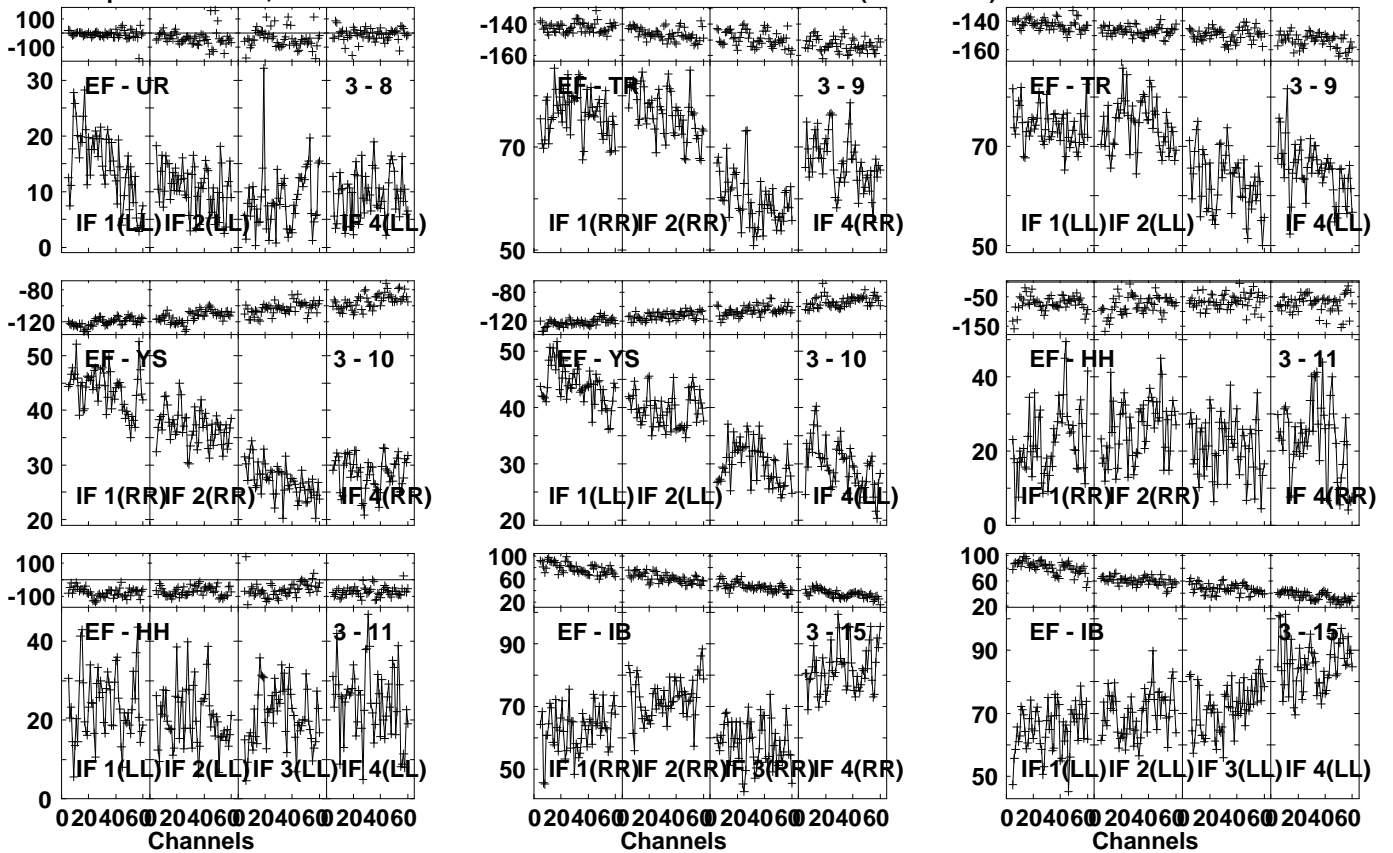 100
-100
EF - UR 3 - 8
30
20
10
0
IF 1(LL) IF 2(LL) IF 4(LL)
-140
-160
EF - TR 3 - 9
70
50
IF 1(RR) IF 2(RR) IF 4(RR)
-140
-160
EF - TR 3 - 9
70
50
IF 1(LL) IF 2(LL) IF 4(LL)
-80
-120
EF - YS 3 - 10
50
40
30
20
IF 1(RR) IF 2(RR) IF 4(RR)
-80
-120
EF - YS 3 - 10
50
40
30
20
IF 1(LL) IF 2(LL) IF 4(LL)
-50
-150
EF - HH 3 - 11
40
20
0
IF 1(RR) IF 2(RR) IF 4(RR)
100
-100
EF - HH 3 - 11
40
20
0
IF 1(LL) IF 2(LL) IF 3(LL) IF 4(LL)
0 20 40 60 0 20 40 60 0 20 40 60 0 20 40 60
Channels
100
60
20
EF - IB 3 - 15
90
70
50
IF 1(RR) IF 2(RR) IF 3(RR) IF 4(RR)
0 20 40 60 0 20 40 60 0 20 40 60 0 20 40 60
Channels
100
60
20
EF - IB 3 - 15
90
70
50
IF 1(LL) IF 2(LL) IF 3(LL) IF 4(LL)
0 20 40 60 0 20 40 60 0 20 40 60 0 20 40 60
Channels